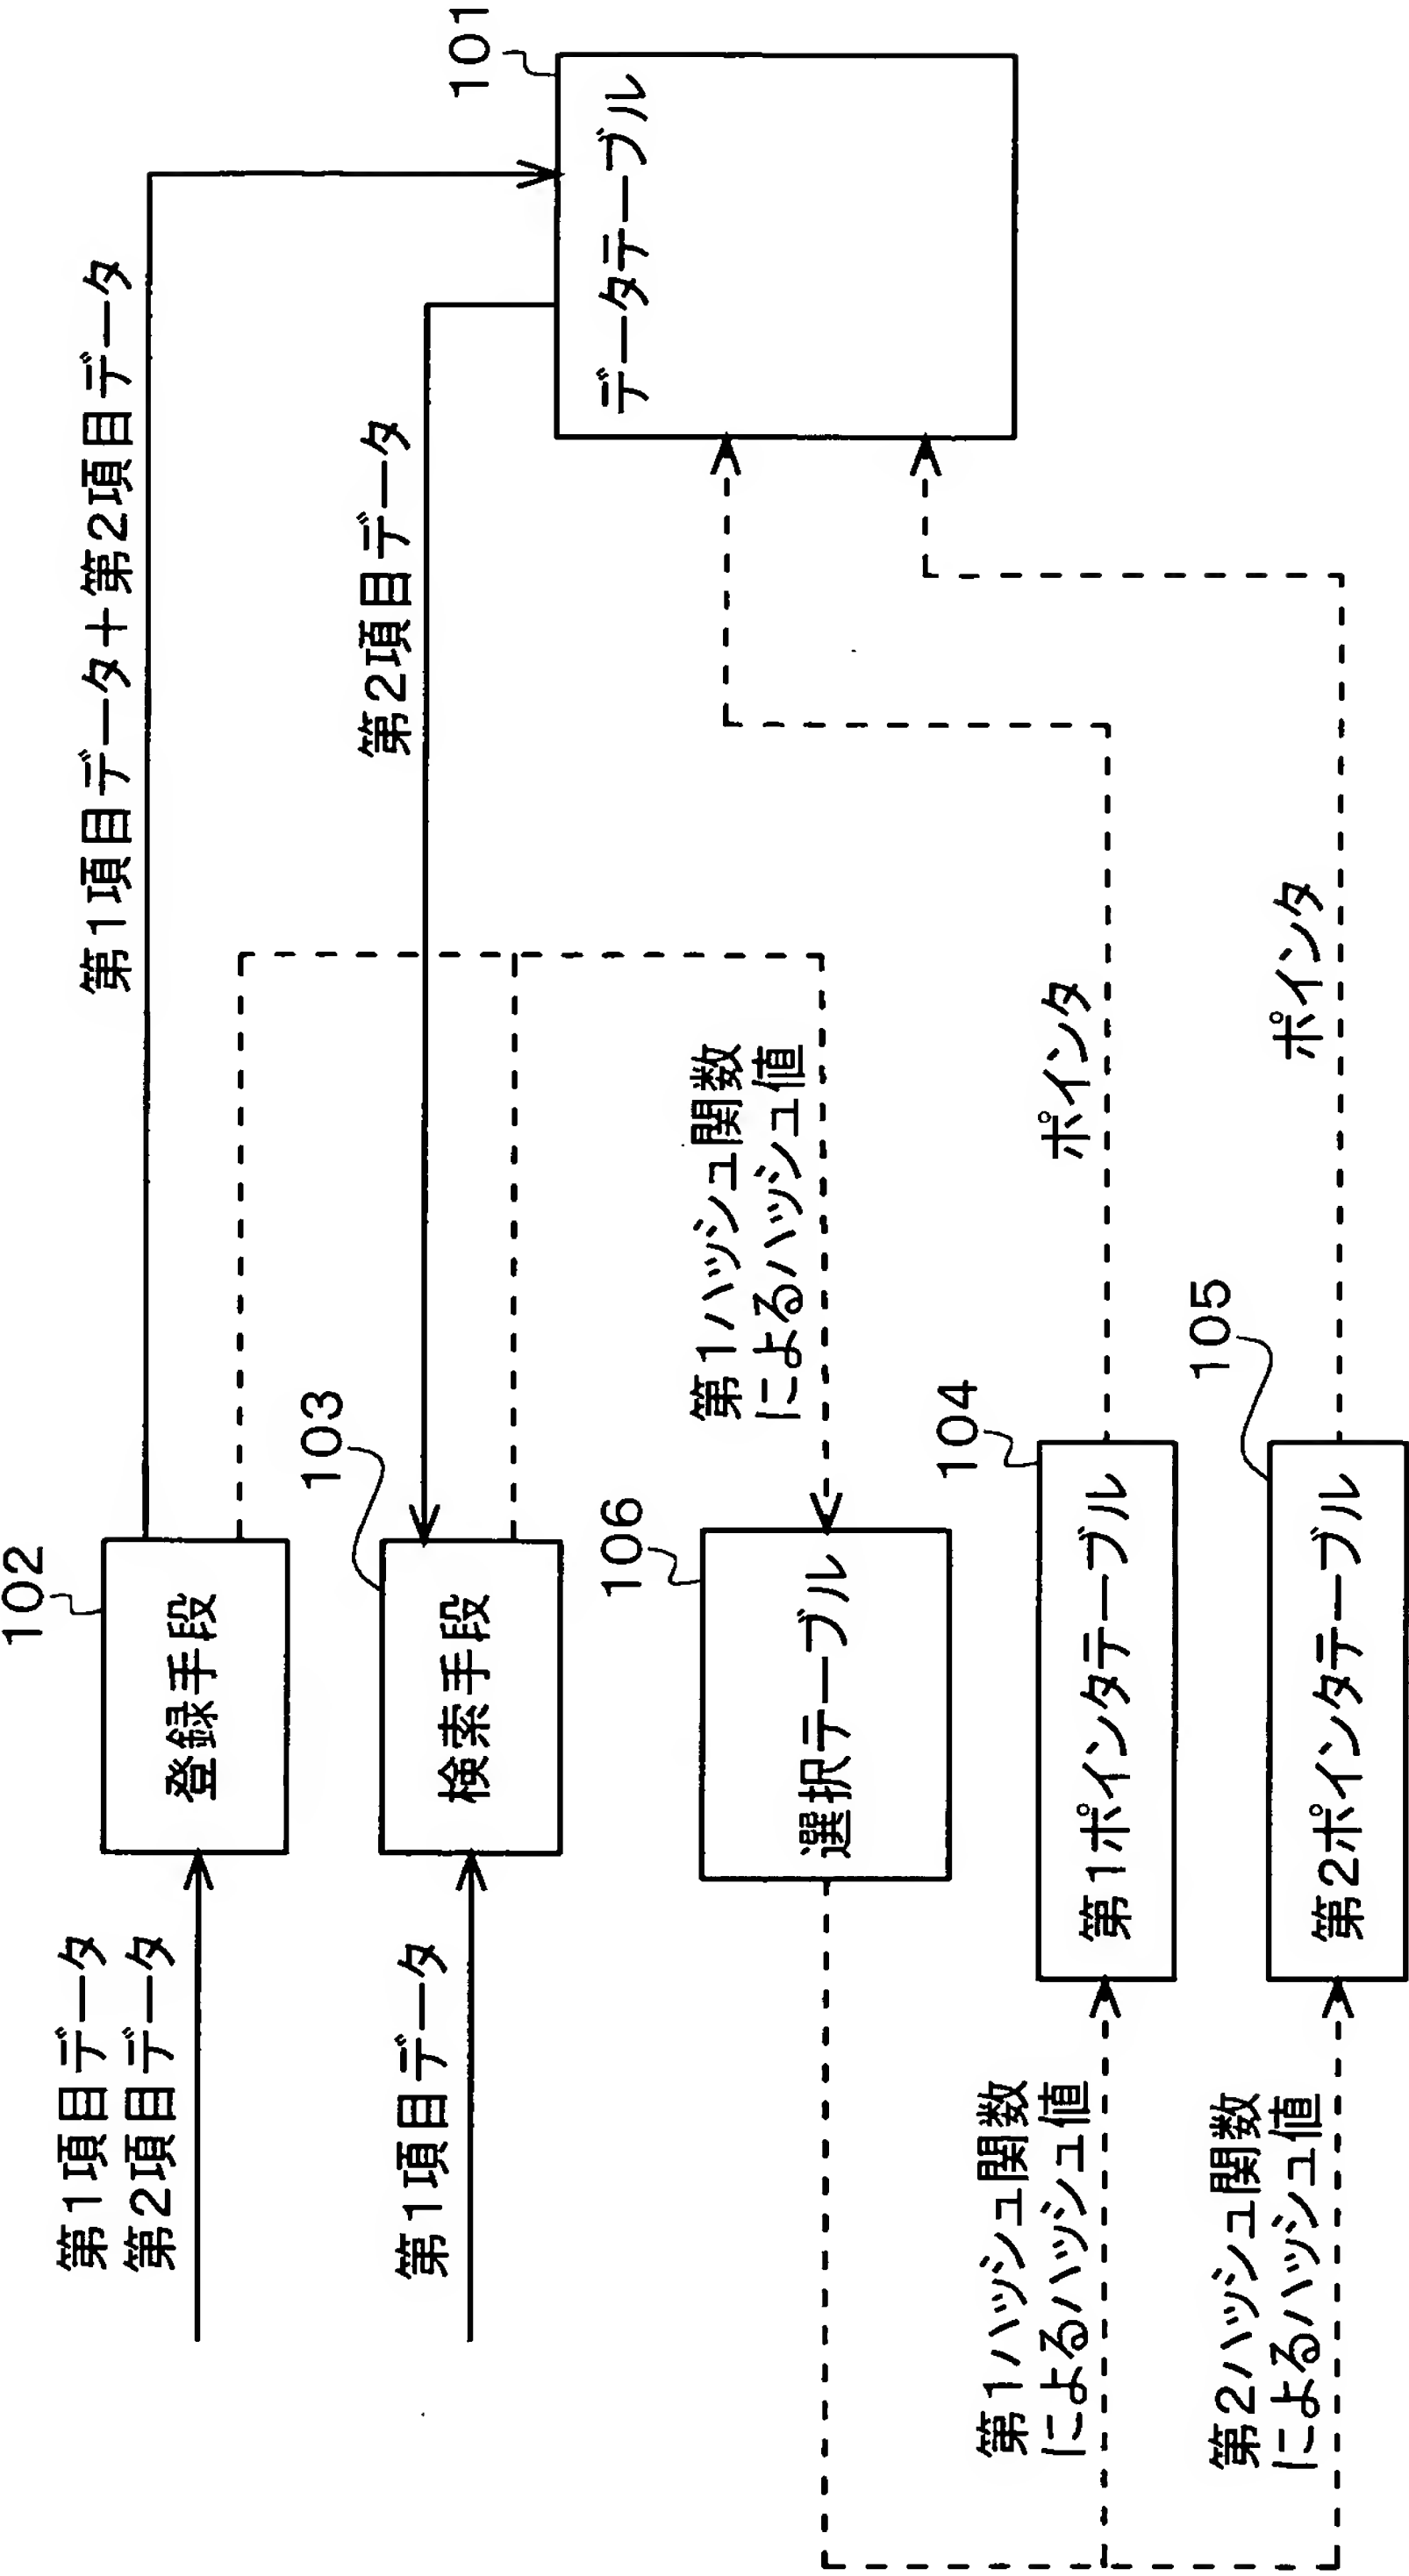 第1項目データ
第2項目データ
102
登録手段
第1項目データ+第2項目データ
101
データテーブル
第1項目データ
103
検索手段
第2項目データ
106
選択テーブル
第1ハッシュ関数
によるハッシュ値
第1ハッシュ関数
によるハッシュ値
104
第1ポインタテーブル
ポインタ
第2ハッシュ関数
によるハッシュ値
105
第2ポインタテーブル
ポインタ